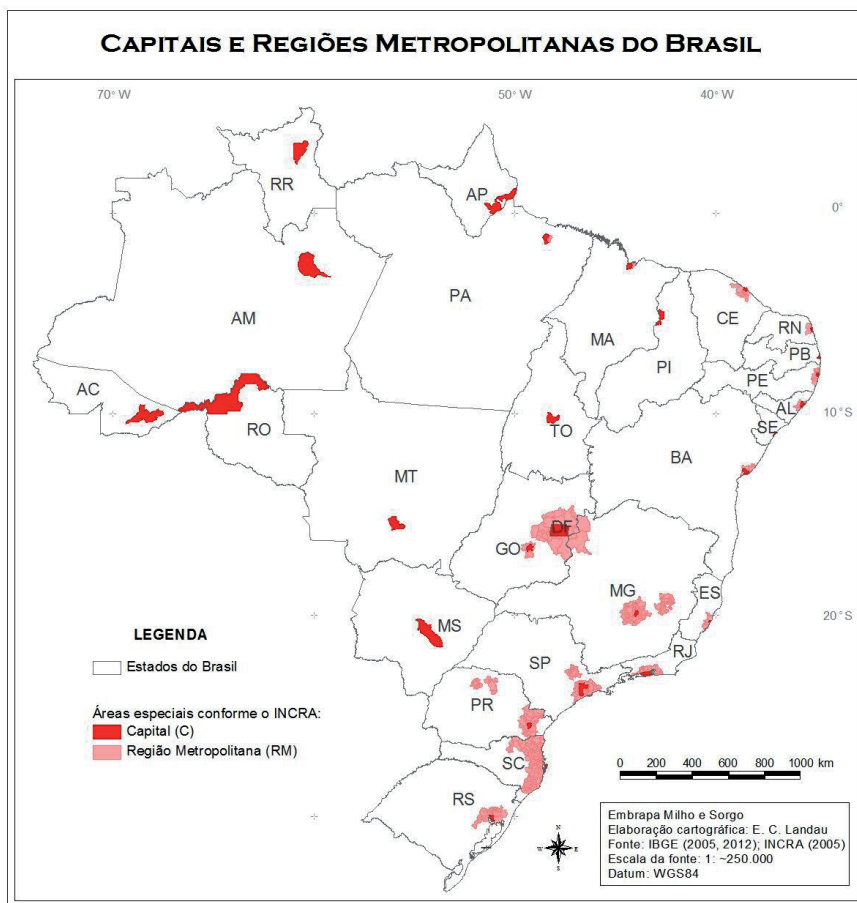 CAPITAIS E REGIÕES METROPOLITANAS DO BRASIL
70° W
50° W
40° W
RR
AP
0°
AM
PA
MA
CE
RN
PB
PI
PE
AC
AL
10° S
SE
RO
TO
BA
MT
DF
GO
MG
ES
MS
20° S
LEGENDA
SP
RJ
Estados do Brasil
PR
Áreas especiais conforme o INCRA:
Capital (C)
Região Metropolitana (RM)
SC
0 200 400 600 800 1000 km
RS
N
W E
S
Embrapa Milho e Sorgo
Elaboração cartográfica: E. C. Landau
Fonte: IBGE (2005, 2012); INCRA (2005)
Escala da fonte: 1: ~250.000
Datum: WGS84